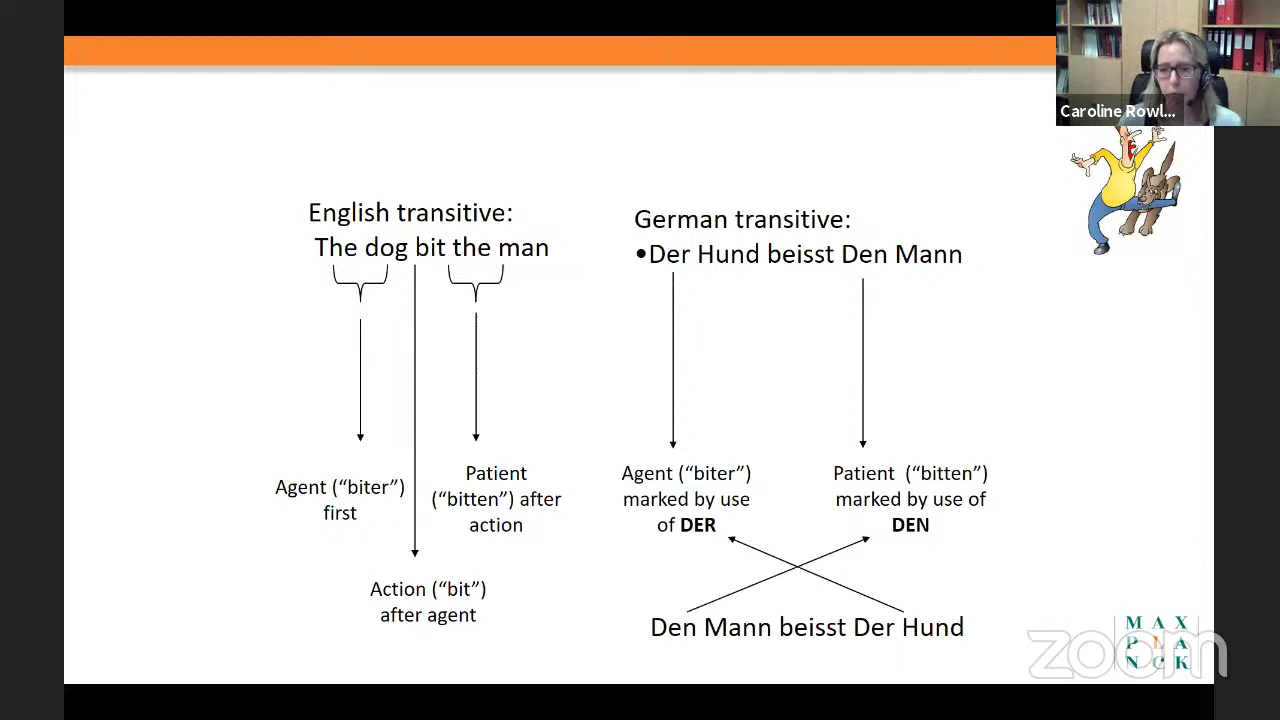 Caroline Rowl...
English transitive:
The dog bit the man
German transitive:
•Der Hund beisst Den Mann
Agent (“biter”)
first
Patient
(“bitten”) after
action
Action (“bit”)
after agent
Agent (“biter”)
marked by use
of DER
Patient (“bitten”)
marked by use of
DEN
Den Mann beisst Der Hund
MAX
PLA
NCK
zoom